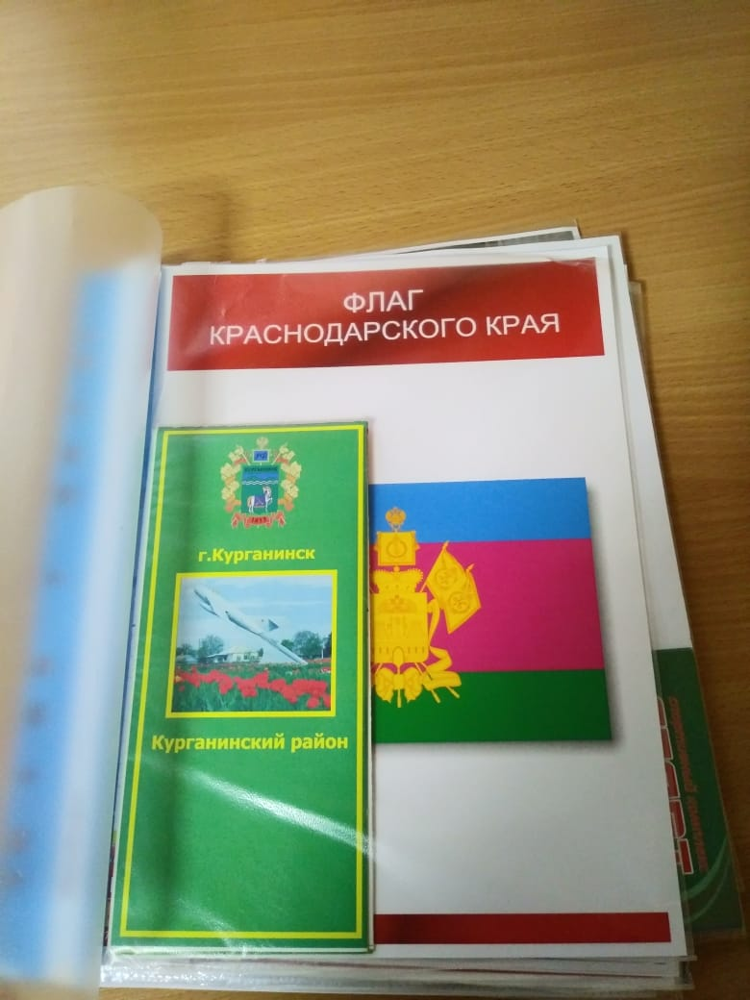 ФЛАГ
КРАСНОДАРСКОГО КРАЯ
г.Курганинск
Курганинский район